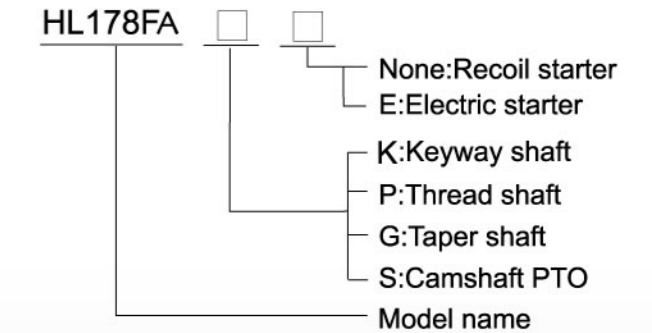 HL178FA □ □
None:Recoil starter
E:Electric starter
K:Keyway shaft
P:Thread shaft
G:Taper shaft
S:Camshaft PTO
Model name